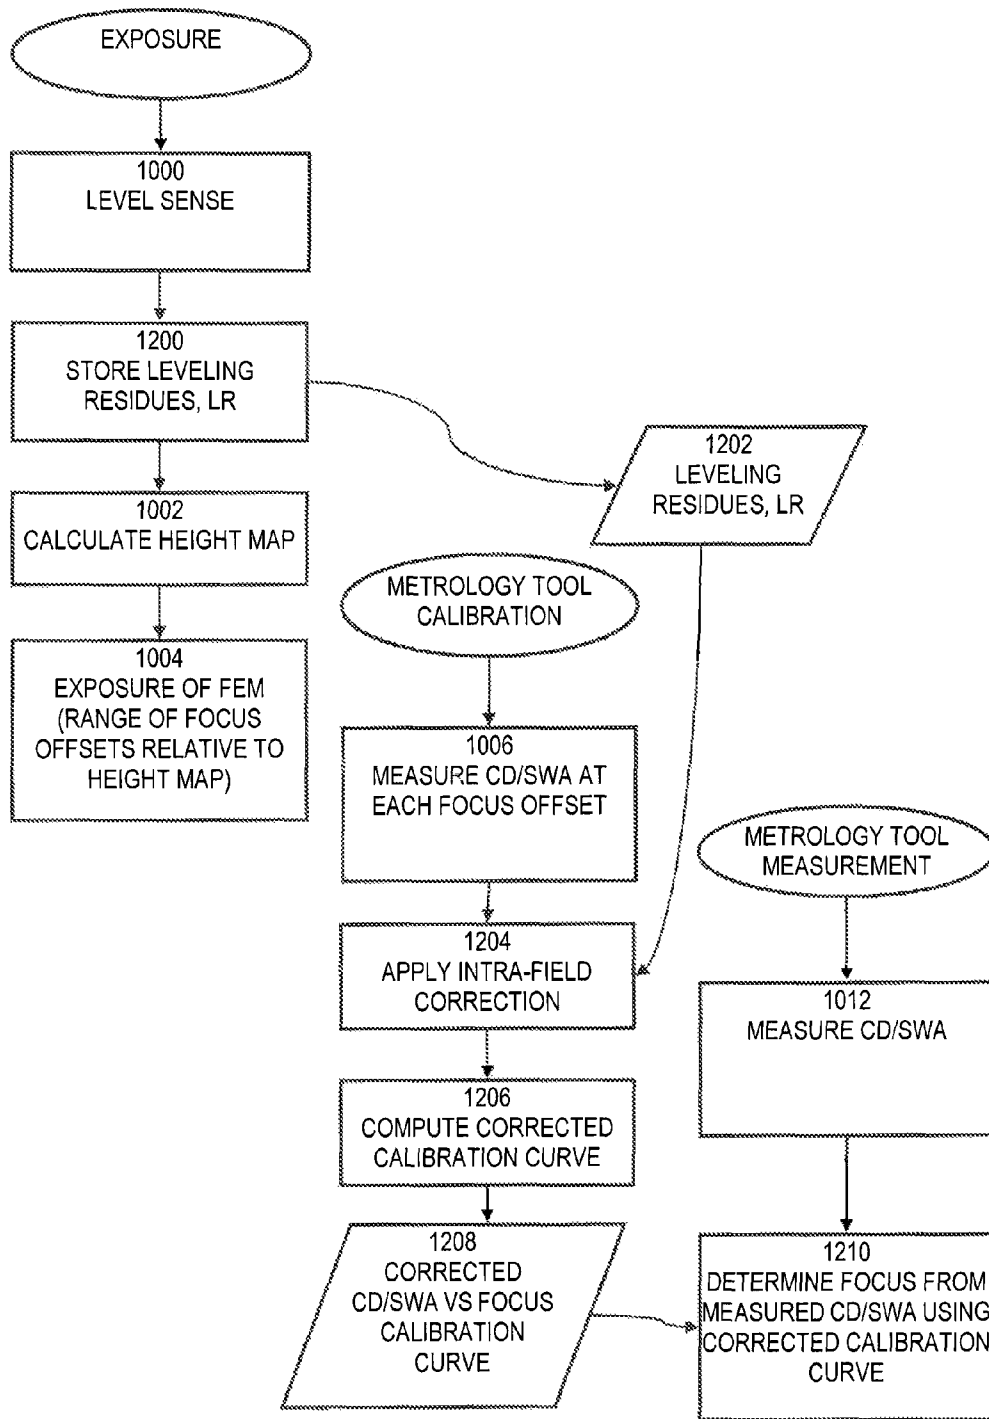 EXPOSURE
1000
LEVEL SENSE
1200
STORE LEVELING
RESIDUES, LR
1202
LEVELING
RESIDUES, LR
1002
CALCULATE HEIGHT MAP
METROLOGY TOOL
CALIBRATION
1004
EXPOSURE OF FEM
(RANGE OF FOCUS
OFFSETS RELATIVE TO
HEIGHT MAP)
1006
MEASURE CD/SWA AT
EACH FOCUS OFFSET
METROLOGY TOOL
MEASUREMENT
1204
APPLY INTRA-FIELD
CORRECTION
1012
MEASURE CD/SWA
1206
COMPUTE CORRECTED
CALIBRATION CURVE
1208
CORRECTED
CD/SWA VS FOCUS
CALIBRATION
CURVE
1210
DETERMINE FOCUS FROM
MEASURED CD/SWA USING
CORRECTED CALIBRATION
CURVE